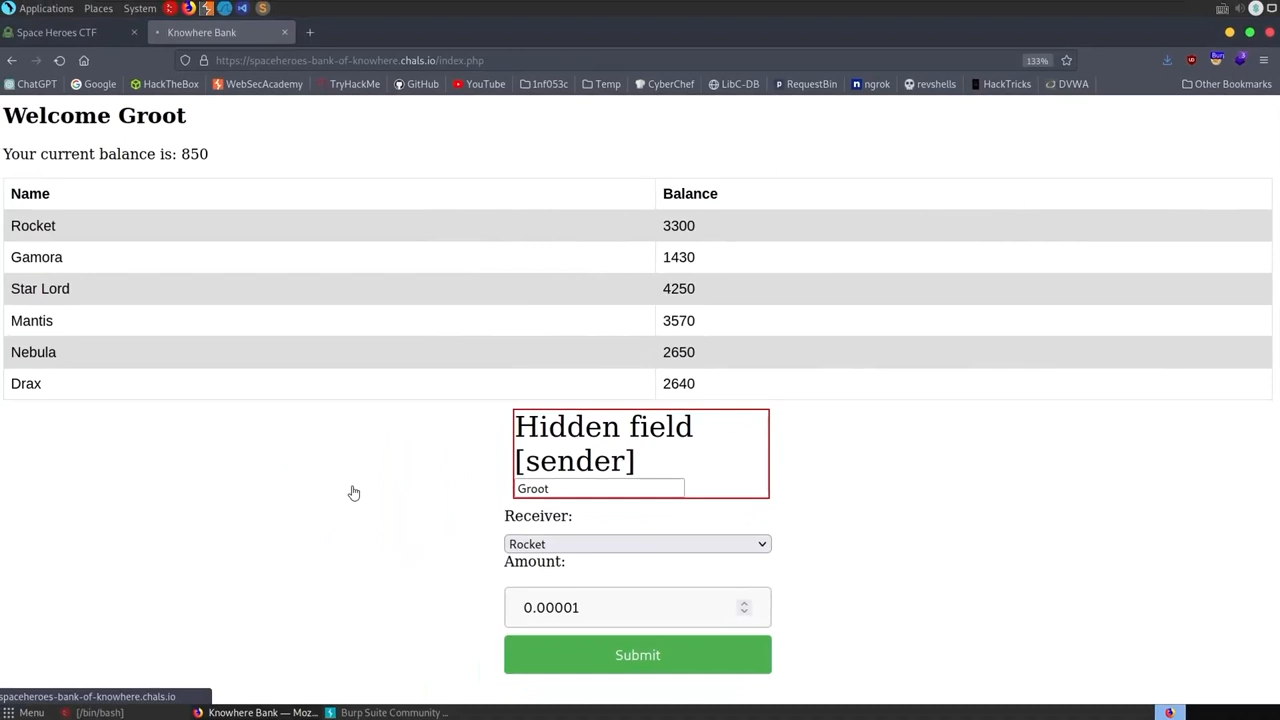 Applications Places System
Space Heroes CTF × Knowhere Bank × +
https://spaceheroes-bank-of-knowhere.chals.io/index.php 133%
ChatGPT Google HackTheBox WebSecAcademy TryHackMe GitHub YouTube 1nf053c Temp CyberChef LibC-DB RequestBin ngrok revshells HackTricks DVWA Other Bookmarks
Welcome Groot
Your current balance is: 850
Name Balance
Rocket 3300
Gamora 1430
Star Lord 4250
Mantis 3570
Nebula 2650
Drax 2640
Hidden field
[sender]
Groot
Receiver:
Rocket
Amount:
0.00001
Submit
spaceheroes-bank-of-knowhere.chals.io
Menu [/bin/bash] Knowhere Bank — Moz... Burp Suite Community ...